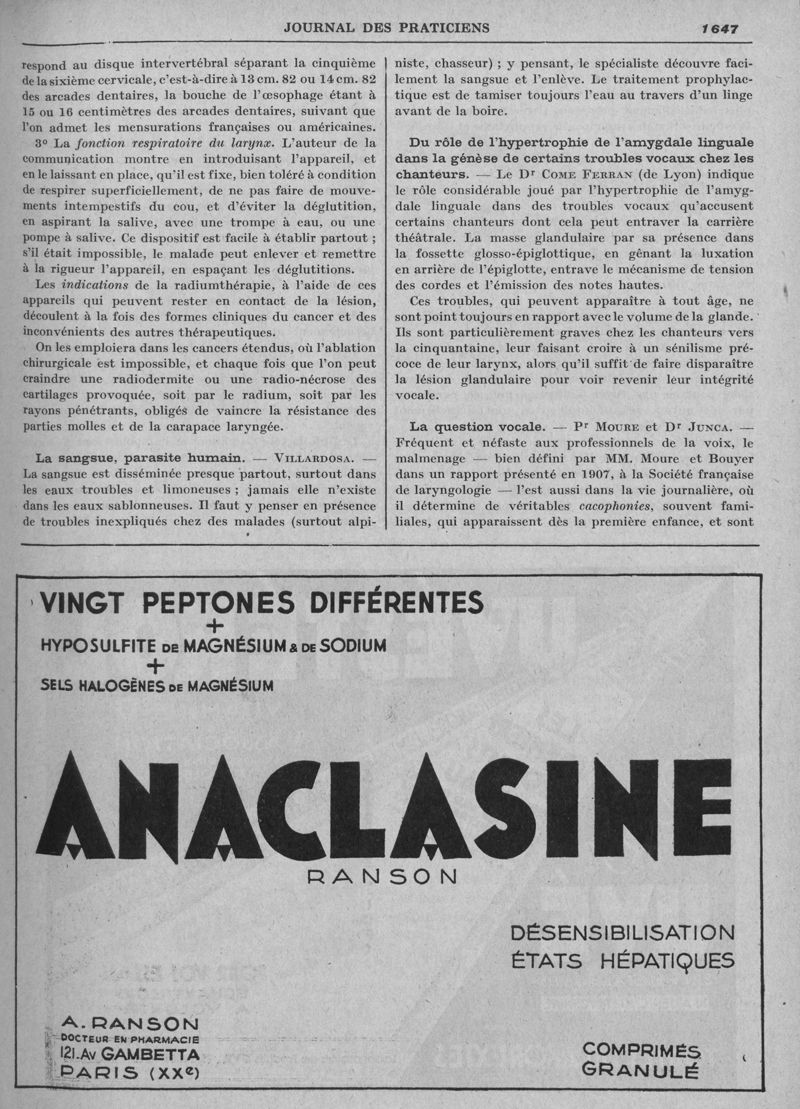 JOURNAL DES PRATICIENS
1647
respond au disque intervertébral séparant la cinquième
de la sixième cervicale, c'est-à-dire à 13 cm. 82 ou 14 cm. 82
des arcades dentaires, la bouche de l'œsophage étant à
15 ou 16 centimètres des arcades dentaires, suivant que
l'on admet les mensurations françaises ou américaines.
3º La fonction respiratoire du larynx. L'auteur de la
communication montre en introduisant l'appareil, et
en le laissant en place, qu'il est fixe, bien toléré à condition
de respirer superficiellement, de ne pas faire de mouve-
ments intempestifs du cou, et d'éviter la déglutition,
en aspirant la salive, avec une trompe à eau, ou une
pompe à salive. Ce dispositif est facile à établir partout ;
s'il était impossible, le malade peut enlever et remettre
à la rigueur l'appareil, en espaçant les déglutitions.
Les indications de la radiumthérapie, à l'aide de ces
appareils qui peuvent rester en contact de la lésion,
découlent à la fois des formes cliniques du cancer et des
inconvénients des autres thérapeutiques.
On les emploiera dans les cancers étendus, où l'ablation
chirurgicale est impossible, et chaque fois que l'on peut
craindre une radiodermite ou une radio-nécrose des
cartilages provoquée, soit par le radium, soit par les
rayons pénétrants, obligés de vaincre la résistance des
parties molles et de la carapace laryngée.
La sangsue, parasite humain. — VILLARDOSA. —
La sangsue est disséminée presque partout, surtout dans
les eaux troubles et limoneuses ; jamais elle n'existe
dans les eaux sablonneuses. Il faut y penser en présence
de troubles inexpliqués chez des malades (surtout alpi-
niste, chasseur) ; y pensant, le spécialiste découvre faci-
lement la sangsue et l'enlève. Le traitement prophylac-
tique est de tamiser toujours l'eau au travers d'un linge
avant de la boire.
Du rôle de l'hypertrophie de l'amygdale linguale
dans la génèse de certains troubles vocaux chez les
chanteurs. — Le Dr COME FERRAN (de Lyon) indique
le rôle considérable joué par l'hypertrophie de l'amyg-
dale linguale dans des troubles vocaux qu'accusent
certains chanteurs dont cela peut entraver la carrière
théâtrale. La masse glandulaire par sa présence dans
la fossette glosso-épiglottique, en gênant la luxation
en arrière de l'épiglotte, entrave le mécanisme de tension
des cordes et l'émission des notes hautes.
Ces troubles, qui peuvent apparaître à tout âge, ne
sont point toujours en rapport avec le volume de la glande.
Ils sont particulièrement graves chez les chanteurs vers
la cinquantaine, leur faisant croire à un sénilisme pré-
coce de leur larynx, alors qu'il suffit de faire disparaître
la lésion glandulaire pour voir revenir leur intégrité
vocale.
La question vocale. — Pr MOURE et Dr JUNCA. —
Fréquent et néfaste aux professionnels de la voix, le
malmenage — bien défini par MM. Moure et Bouyer
dans un rapport présenté en 1907, à la Société française
de laryngologie — l'est aussi dans la vie journalière, où
il détermine de véritables cacophonies, souvent fami-
liales, qui apparaissent dès la première enfance, et sont
VINGT PEPTONES DIFFÉRENTES
+
HYPOSULFITE DE MAGNÉSIUM & DE SODIUM
+
SELS HALOGÈNES DE MAGNÉSIUM
ANACLASINE
RANSON
DÉSENSIBILISATION
ÉTATS HÉPATIQUES
A. RANSON
DOCTEUR EN PHARMACIE
121. AV GAMBETTA
PARIS (XXe)
COMPRIMÉS
GRANULÉ